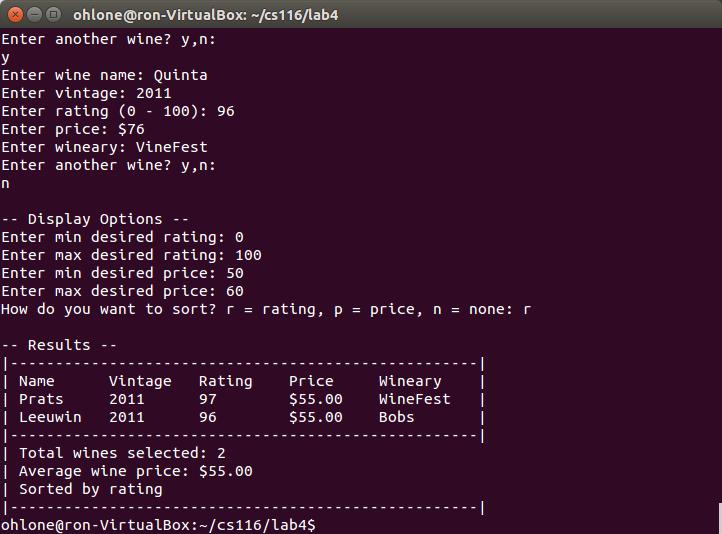 ohlone@ron-VirtualBox: ~/cs116/lab4
Enter another wine? y,n:
y
Enter wine name: Quinta
Enter vintage: 2011
Enter rating (0 - 100): 96
Enter price: $76
Enter wineary: VineFest
Enter another wine? y,n:
n

-- Display Options --
Enter min desired rating: 0
Enter max desired rating: 100
Enter min desired price: 50
Enter max desired price: 60
How do you want to sort? r = rating, p = price, n = none: r

-- Results --
|----------------------------------------------------|
| Name      Vintage   Rating    Price     Wineary    |
| Prats     2011      97        $55.00    WineFest   |
| Leeuwin   2011      96        $55.00    Bobs       |
|----------------------------------------------------|
| Total wines selected: 2
| Average wine price: $55.00
| Sorted by rating
|----------------------------------------------------|
ohlone@ron-VirtualBox:~/cs116/lab4$